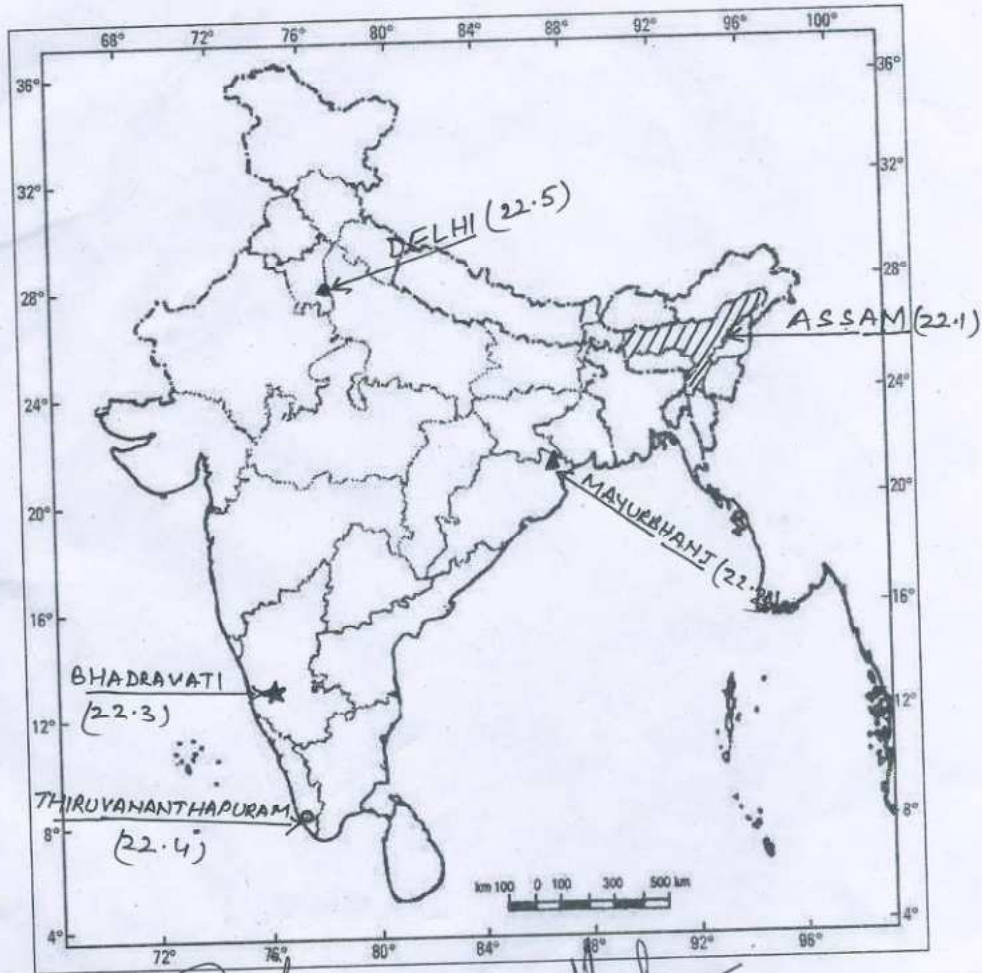 68° 72° 76° 80° 84° 88° 92° 96° 100°
36° 36°
DELHI (22.5)
32° 32°
28° 28°
ASSAM (22.1)
24° 24°
20° 20°
MAYURBHANJ
16° 16°
BHADRAVATI
(22.3)
12° 12°
THIRUVANANTHAPURAM
(22.4)
8° 8°
km 100 0 100 300 500 km
4° 4°
72° 76° 80° 84° 88° 92° 96°